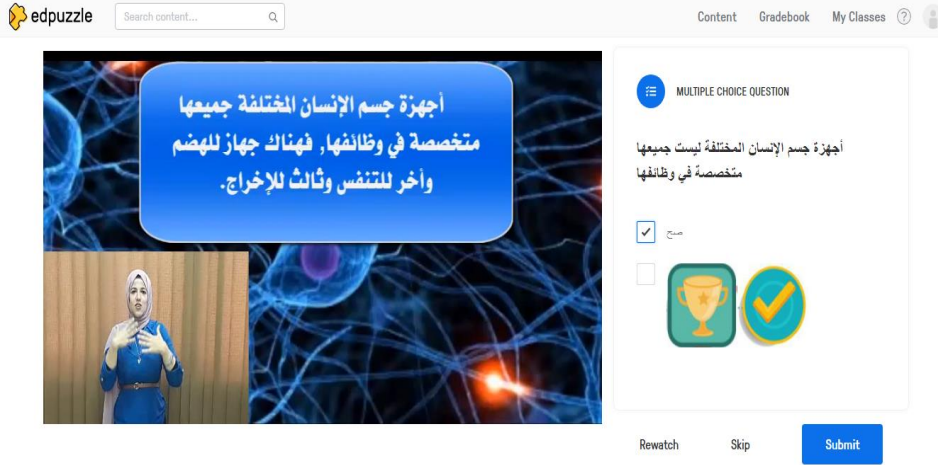 edpuzzle
Search content...
Content
Gradebook
My Classes
?
أجهزة جسم الإنسان المختلفة جميعها
متخصصة في وظائفها, فهناك جهاز للهضم
وأخر للتنفس وثالث للإخراج.
MULTIPLE CHOICE QUESTION
أجهزة جسم الإنسان المختلفة ليست جميعها
متخصصة في وظائفها
صح
Rewatch
Skip
Submit